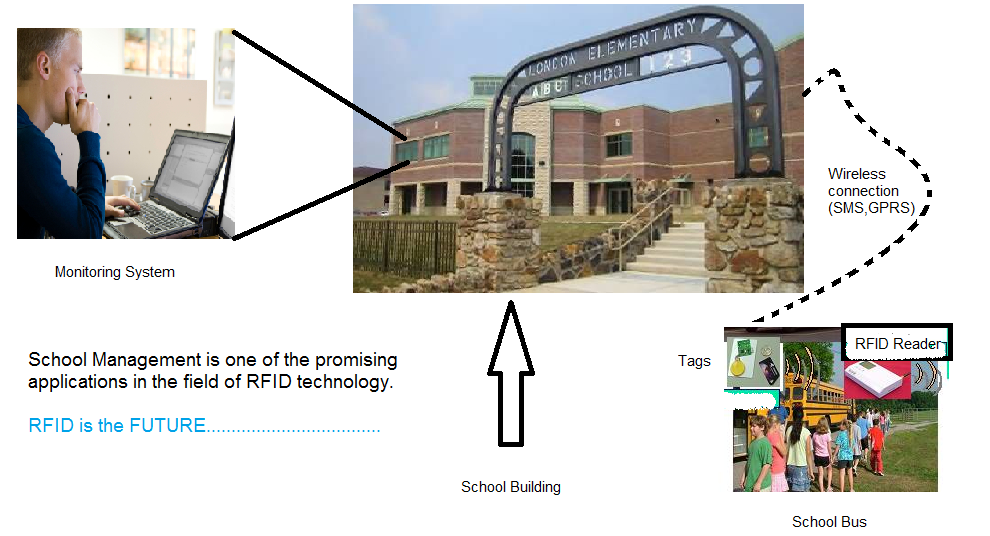 LONDON ELEMENTARY
ABC SCHOOL 123
Wireless
connection
(SMS,GPRS)
Monitoring System
School Management is one of the promising
applications in the field of RFID technology.
RFID is the FUTURE...................................
Tags
RFID Reader
School Building
School Bus